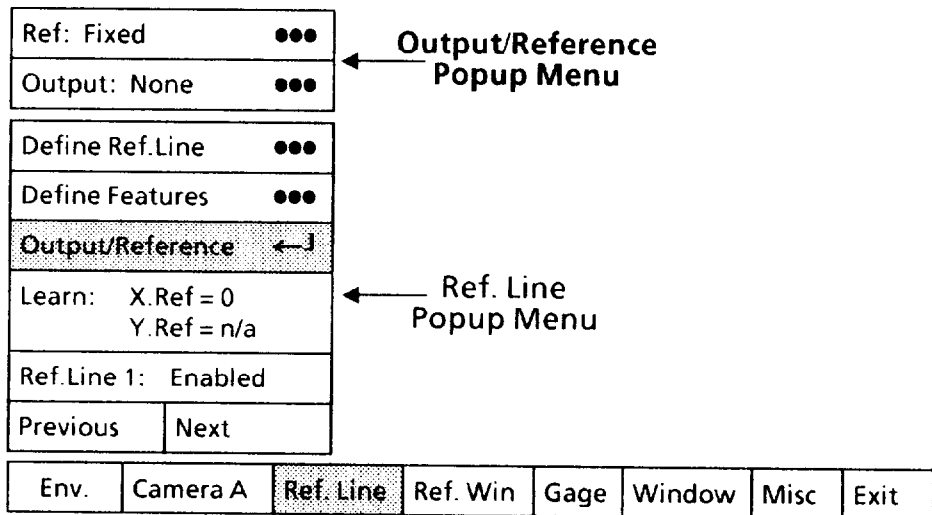 Ref: Fixed •••
Output: None •••
Output/Reference
Popup Menu
Define Ref.Line •••
Define Features •••
Output/Reference ←┘
Learn: X.Ref = 0
Y.Ref = n/a
Ref. Line
Popup Menu
Ref.Line 1: Enabled
Previous Next
Env. Camera A Ref. Line Ref. Win Gage Window Misc Exit